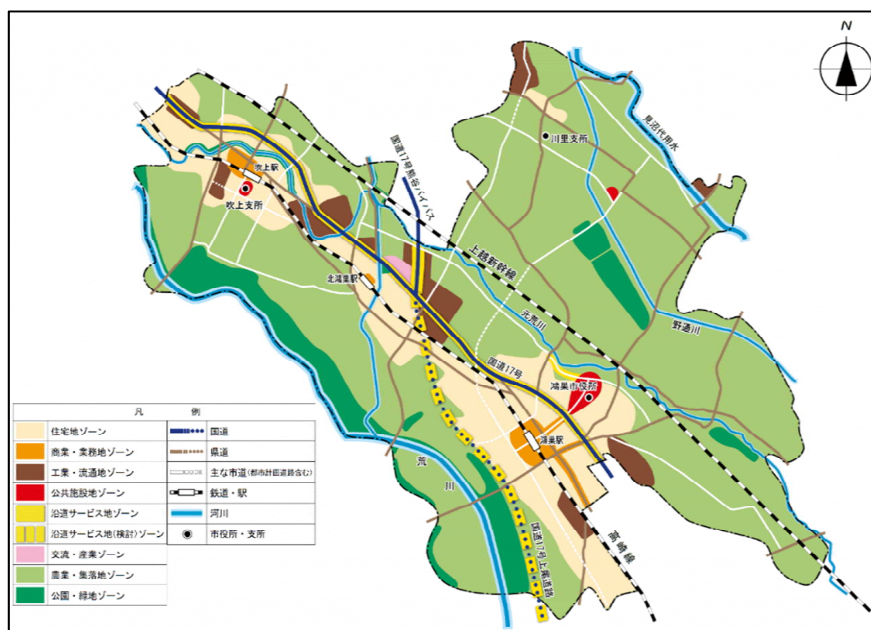 N
見沼代用水
川里支所
国道17号熊谷バイパス
吹上駅
吹上支所
上越新幹線
北鴻巣駅
元荒川
野通川
国道17号
鴻巣市役所
鴻巣駅
荒川
国道17号上尾道路
高崎線
凡 例
住宅地ゾーン
国道
商業・業務地ゾーン
県道
工業・流通地ゾーン
主な市道(都市計画道路含む)
公共施設地ゾーン
鉄道・駅
沿道サービス地ゾーン
河川
沿道サービス地(検討)ゾーン
市役所・支所
交流・産業ゾーン
農業・集落地ゾーン
公園・緑地ゾーン